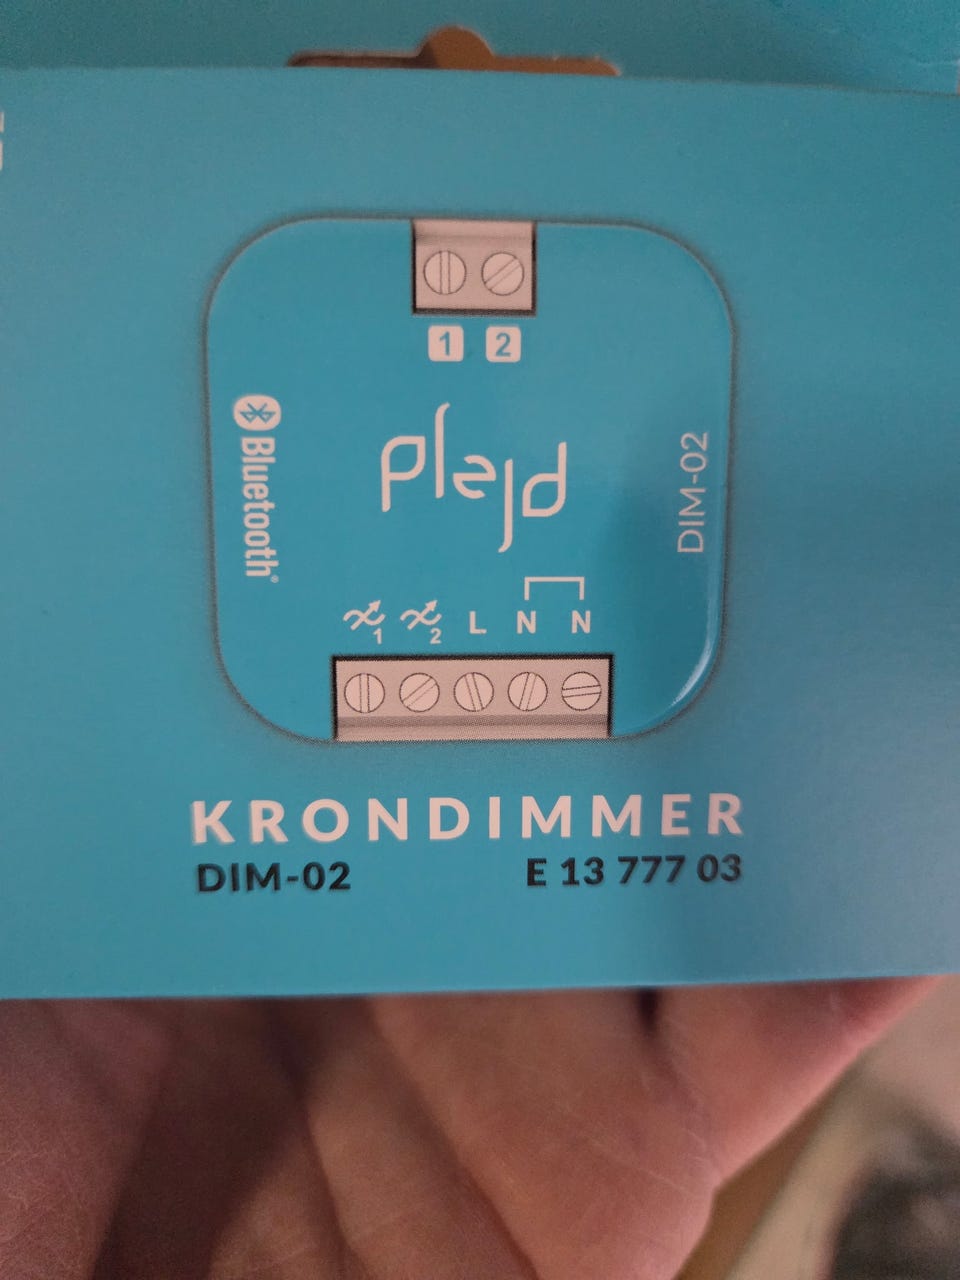 1 2
plejd
Bluetooth®
DIM-02
1 2 L N N
KRONDIMMER
DIM-02 E 13 777 03